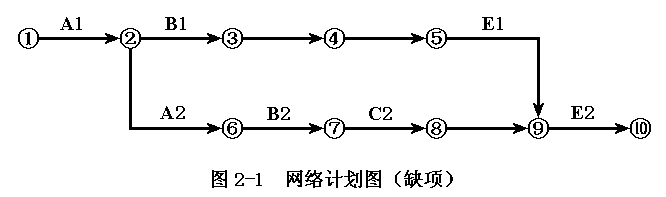 A1 B1 E1
① ② ③ ④ ⑤
A2 B2 C2 E2
⑥ ⑦ ⑧ ⑨ ⑩
图 2-1 网络计划图(缺项)